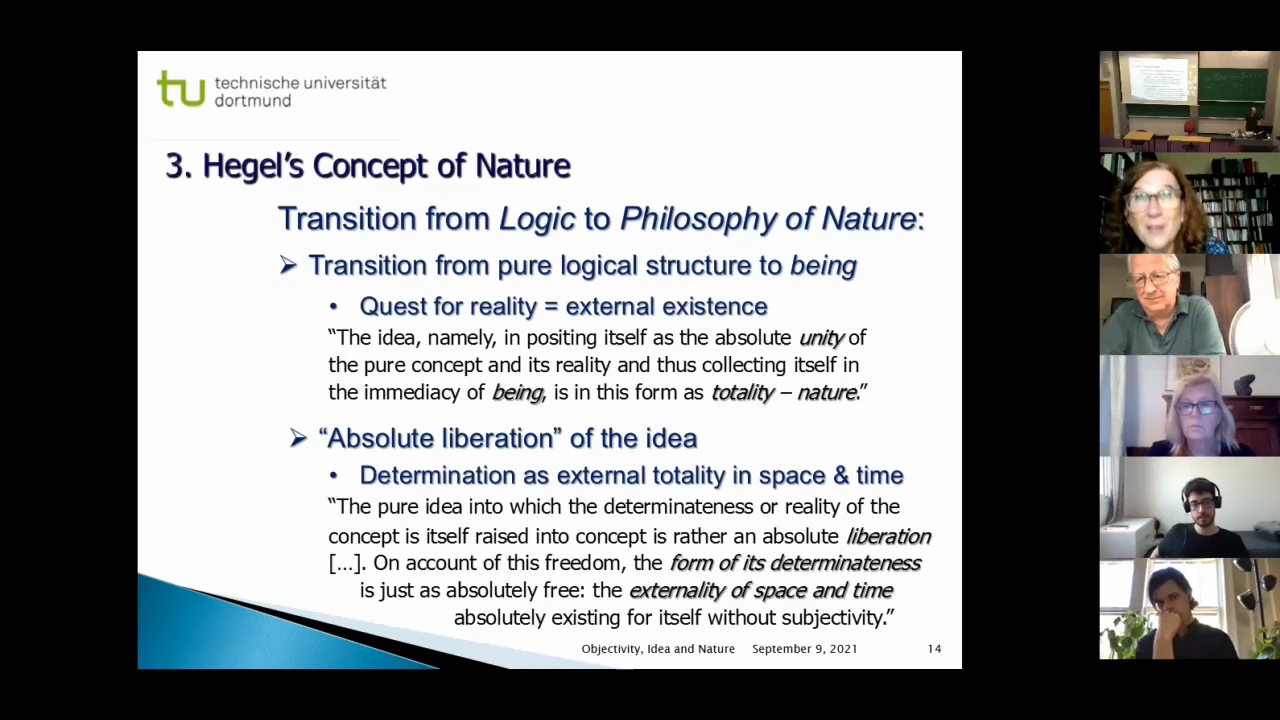 technische universität
dortmund
3. Hegel's Concept of Nature
Transition from Logic to Philosophy of Nature:
➢ Transition from pure logical structure to being
• Quest for reality = external existence
“The idea, namely, in positing itself as the absolute unity of
the pure concept and its reality and thus collecting itself in
the immediacy of being, is in this form as totality – nature.”
➢ “Absolute liberation” of the idea
• Determination as external totality in space & time
“The pure idea into which the determinateness or reality of the
concept is itself raised into concept is rather an absolute liberation
[…]. On account of this freedom, the form of its determinateness
is just as absolutely free: the externality of space and time
absolutely existing for itself without subjectivity.”
Objectivity, Idea and Nature September 9, 2021 14